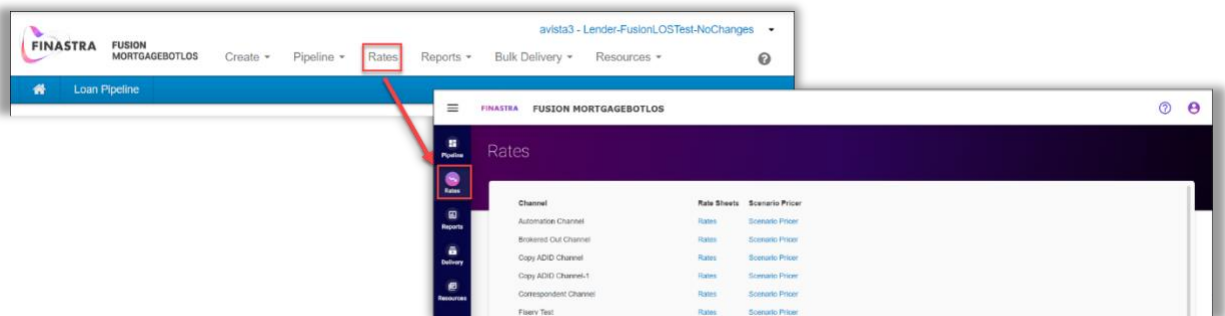 avista3 - Lender-FusionLOSTest-NoChanges
FINASTRA FUSION MORTGAGEBOTLOS Create Pipeline Rates Reports Bulk Delivery Resources
Loan Pipeline
FINASTRA FUSION MORTGAGEBOTLOS
Pipeline
Rates
Rates
Reports
Delivery
Resources
Channel Rate Sheets Scenario Pricer
Automation Channel Rates Scenario Pricer
Brokered Out Channel Rates Scenario Pricer
Copy ADID Channel Rates Scenario Pricer
Copy ADID Channel-1 Rates Scenario Pricer
Correspondent Channel Rates Scenario Pricer
Fiserv Test Rates Scenario Pricer